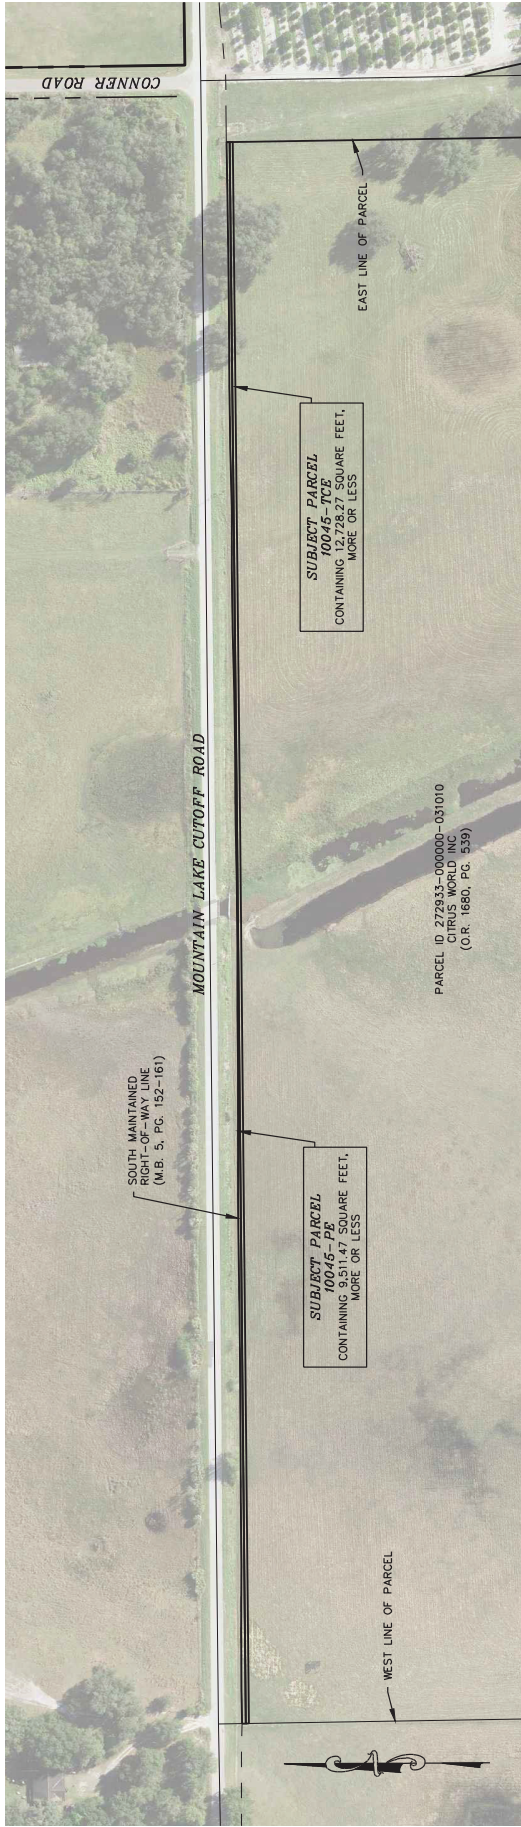 CONNER ROAD
EAST LINE OF PARCEL
SUBJECT PARCEL
10045-TCE
CONTAINING 12,728.27 SQUARE FEET,
MORE OR LESS
MOUNTAIN LAKE CUTOFF ROAD
PARCEL ID 272933-000000-031010
CITRUS WORLD INC
(O.R. 1680, PG. 539)
SOUTH MAINTAINED
RIGHT-OF-WAY LINE
(M.B. 5, PG. 152-161)
SUBJECT PARCEL
10045-PE
CONTAINING 9,511.47 SQUARE FEET,
MORE OR LESS
WEST LINE OF PARCEL